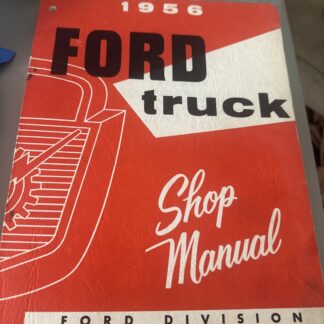 1956
FORD
truck
Shop
Manual
FORD DIVISION